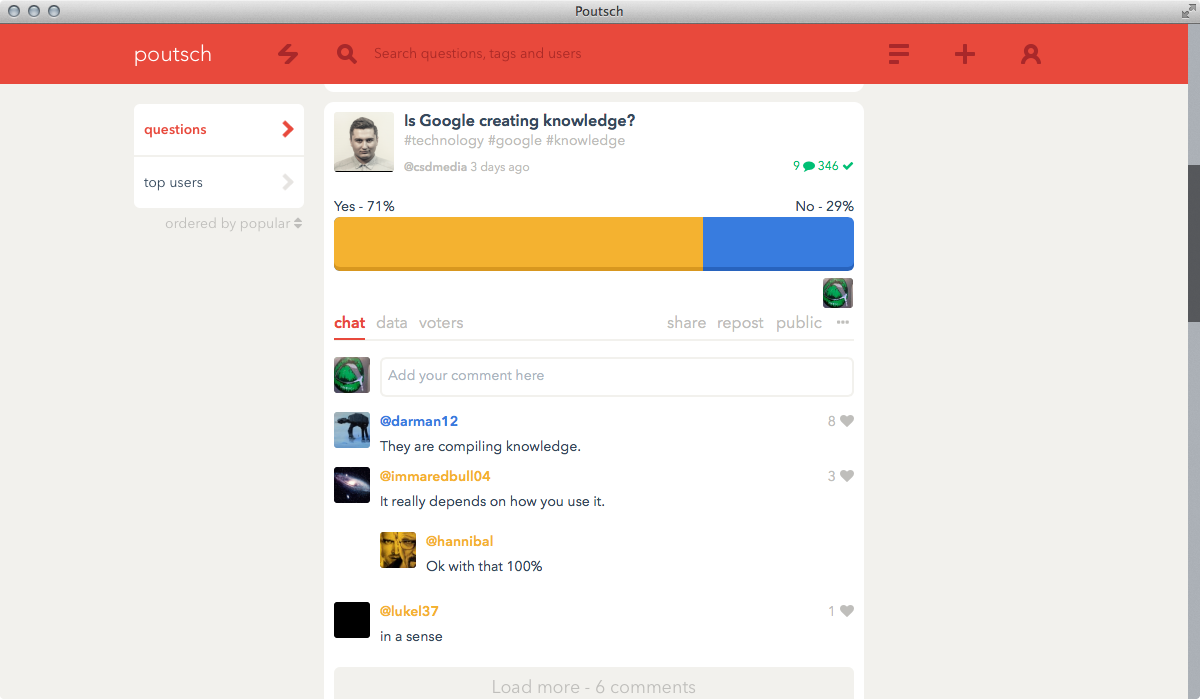 Poutsch
poutsch
Search questions, tags and users
questions
top users
ordered by popular
Is Google creating knowledge?
#technology #google #knowledge
@csdmedia 3 days ago
9 346
Yes - 71% No - 29%
chat data voters share repost public ···
Add your comment here
@darman12 8
They are compiling knowledge.
@immaredbull04 3
It really depends on how you use it.
@hannibal
Ok with that 100%
@lukel37 1
in a sense
Load more - 6 comments